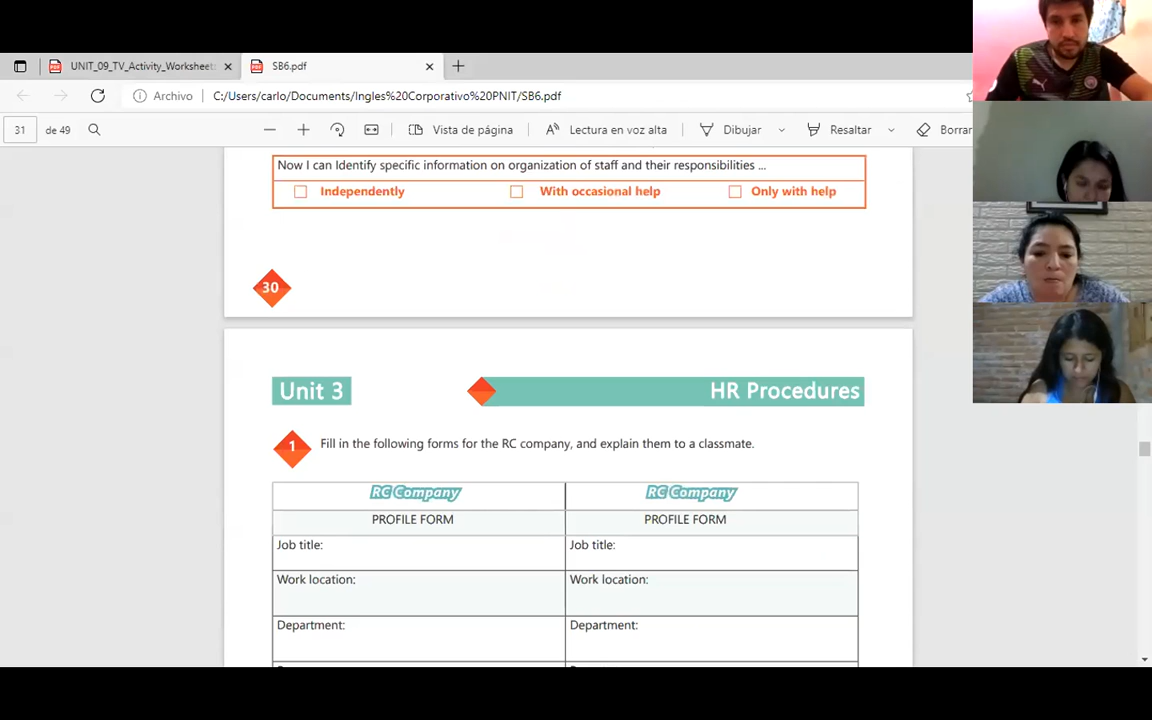 UNIT_09_TV_Activity_Worksheet:
SB6.pdf
Archivo C:/Users/carlo/Documents/Ingles%20Corporativo%20PNIT/SB6.pdf
31 de 49 Vista de página Lectura en voz alta Dibujar Resaltar Borrar
Now I can Identify specific information on organization of staff and their responsibilities ...
Independently With occasional help Only with help
30
Unit 3 HR Procedures
1 Fill in the following forms for the RC company, and explain them to a classmate.
RC Company RC Company
PROFILE FORM PROFILE FORM
Job title: Job title:
Work location: Work location:
Department: Department: